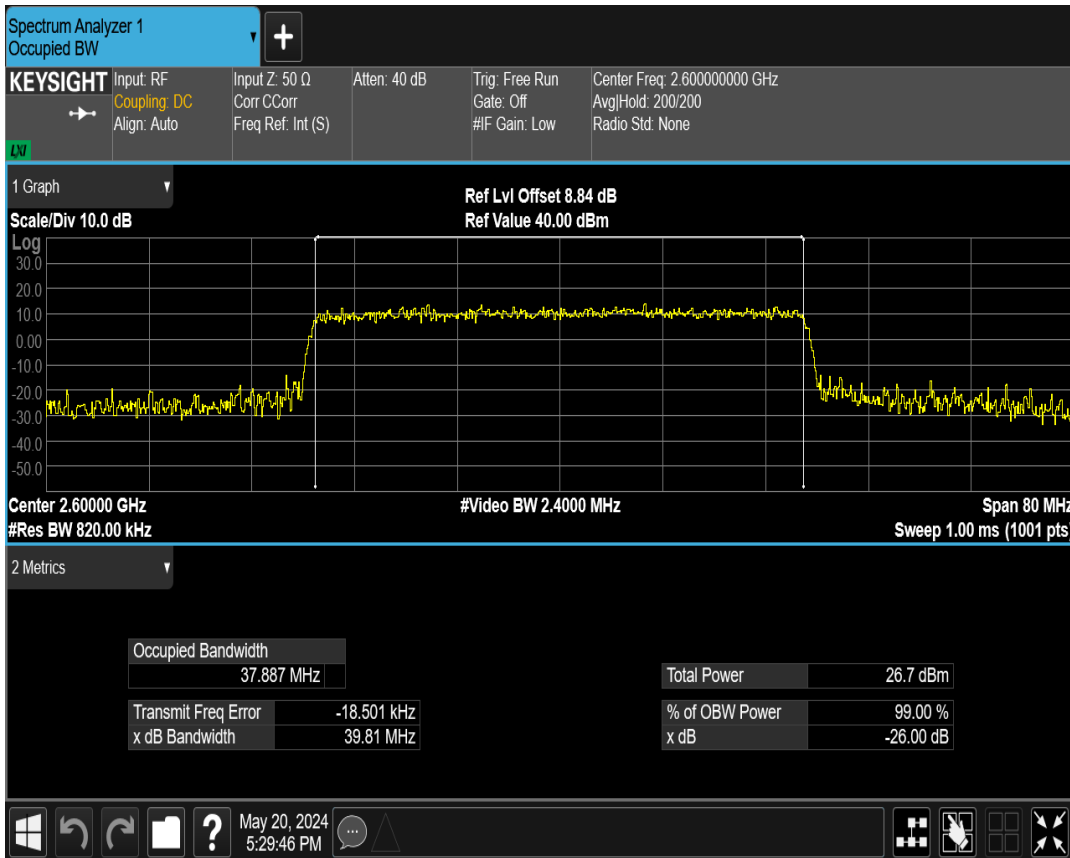 Spectrum Analyzer 1
Occupied BW
KEYSIGHT
LXI
Input: RF
Coupling: DC
Align: Auto
Input Z: 50 Ω
Corr CCorr
Freq Ref: Int (S)
Atten: 40 dB
Trig: Free Run
Gate: Off
#IF Gain: Low
Center Freq: 2.600000000 GHz
Avg|Hold: 200/200
Radio Std: None
1 Graph
Scale/Div 10.0 dB
Ref Lvl Offset 8.84 dB
Ref Value 40.00 dBm
Log
30.0
20.0
10.0
0.00
-10.0
-20.0
-30.0
-40.0
-50.0
Center 2.60000 GHz
#Video BW 2.4000 MHz
Span 80 MHz
#Res BW 820.00 kHz
Sweep 1.00 ms (1001 pts)
2 Metrics
Occupied Bandwidth
37.887 MHz
Total Power 26.7 dBm
Transmit Freq Error -18.501 kHz
% of OBW Power 99.00 %
x dB Bandwidth 39.81 MHz
x dB -26.00 dB
?
May 20, 2024
5:29:46 PM